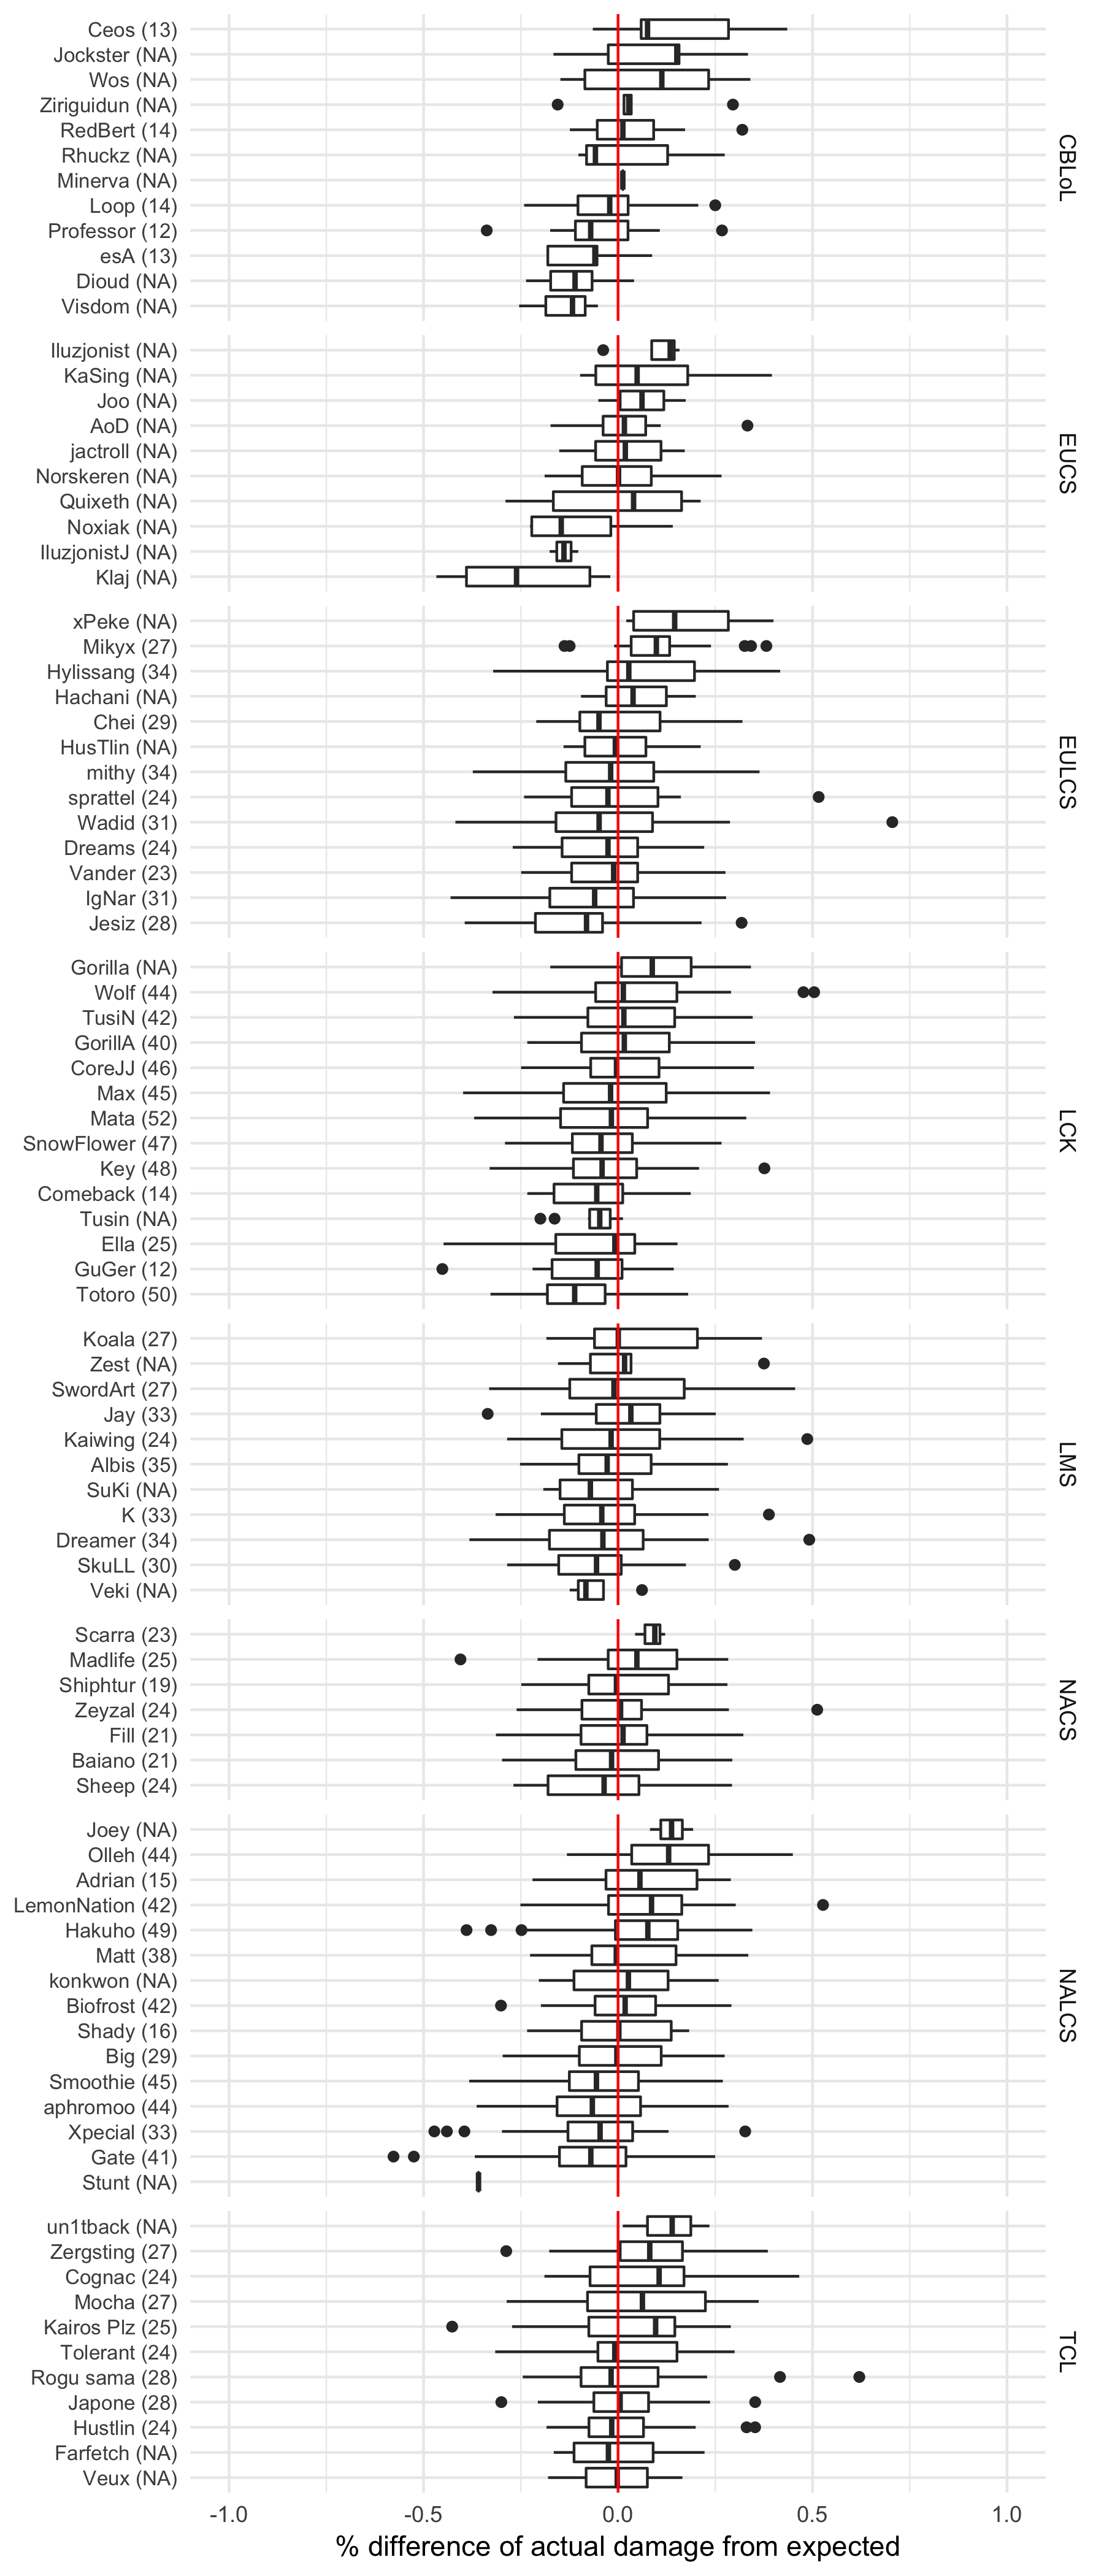 Ceos (13)
Jockster (NA)
Wos (NA)
Ziriguidun (NA)
RedBert (14)
Rhuckz (NA)
Minerva (NA)
Loop (14)
Professor (12)
esA (13)
Dioud (NA)
Visdom (NA)
CBLoL
Iluzjonist (NA)
KaSing (NA)
Joo (NA)
AoD (NA)
jactroll (NA)
Norskeren (NA)
Quixeth (NA)
Noxiak (NA)
IluzjonistJ (NA)
Klaj (NA)
EUCS
xPeke (NA)
Mikyx (27)
Hylissang (34)
Hachani (NA)
Chei (29)
HusTlin (NA)
mithy (34)
sprattel (24)
Wadid (31)
Dreams (24)
Vander (23)
IgNar (31)
Jesiz (28)
EULCS
Gorilla (NA)
Wolf (44)
TusiN (42)
GorillA (40)
CoreJJ (46)
Max (45)
Mata (52)
SnowFlower (47)
Key (48)
Comeback (14)
Tusin (NA)
Ella (25)
GuGer (12)
Totoro (50)
LCK
Koala (27)
Zest (NA)
SwordArt (27)
Jay (33)
Kaiwing (24)
Albis (35)
SuKi (NA)
K (33)
Dreamer (34)
SkuLL (30)
Veki (NA)
LMS
Scarra (23)
Madlife (25)
Shiphtur (19)
Zeyzal (24)
Fill (21)
Baiano (21)
Sheep (24)
NACS
Joey (NA)
Olleh (44)
Adrian (15)
LemonNation (42)
Hakuho (49)
Matt (38)
konkwon (NA)
Biofrost (42)
Shady (16)
Big (29)
Smoothie (45)
aphromoo (44)
Xpecial (33)
Gate (41)
Stunt (NA)
NALCS
un1tback (NA)
Zergsting (27)
Cognac (24)
Mocha (27)
Kairos Plz (25)
Tolerant (24)
Rogu sama (28)
Japone (28)
Hustlin (24)
Farfetch (NA)
Veux (NA)
TCL
-1.0 -0.5 0.0 0.5 1.0
% difference of actual damage from expected